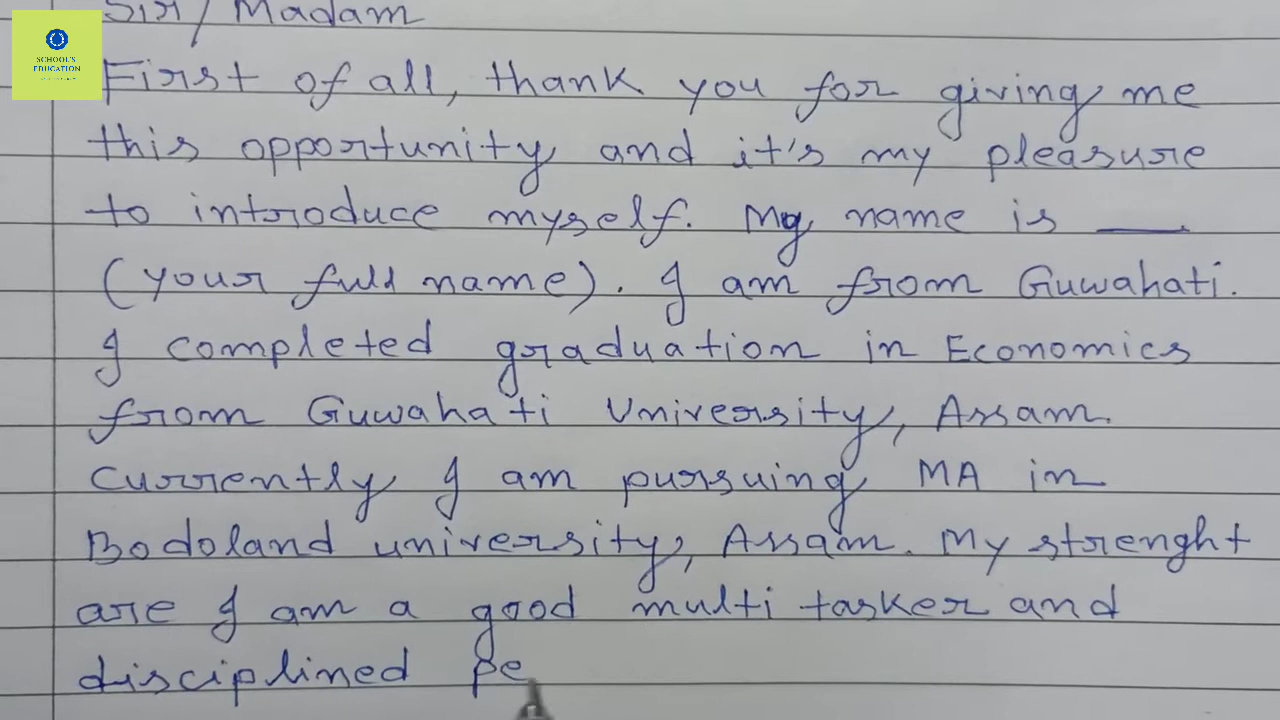 Sir/Madam
SCHOOL'S
EDUCATION
First of all, thank you for giving me
this opportunity and it's my pleasure
to introduce myself. My name is ___
(your full name). I am from Guwahati.
I completed graduation in Economics
from Guwahati University, Assam.
Currently I am pursuing MA in
Bodoland university, Assam. My strenght
are I am a good multi tasker and
disciplined pe